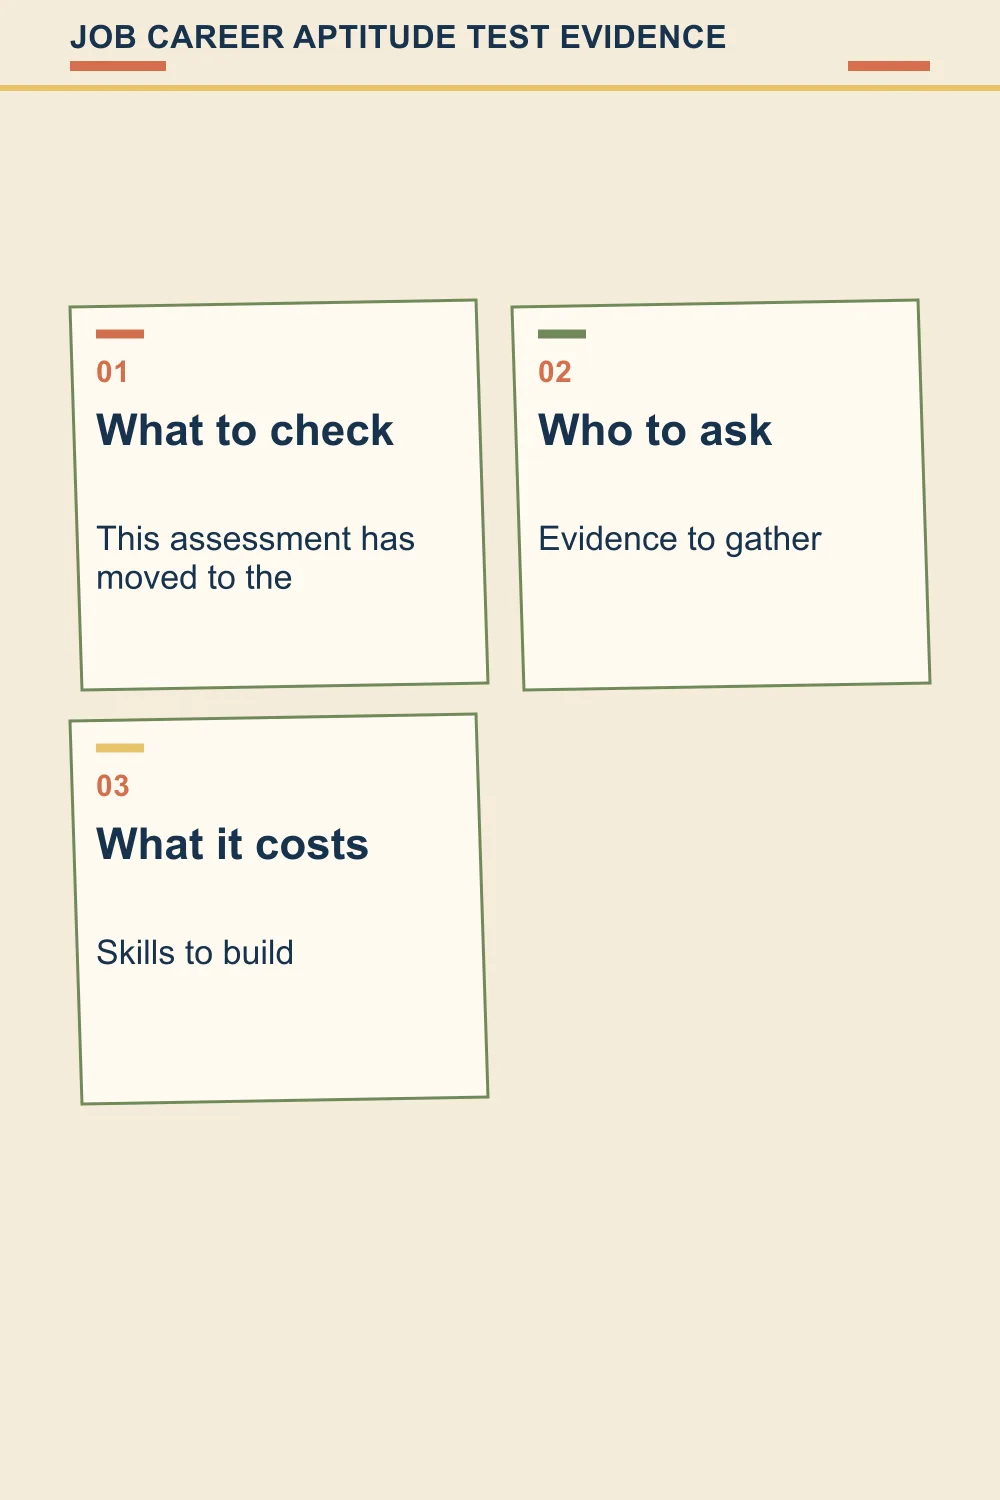 JOB CAREER APTITUDE TEST EVIDENCE
01
What to check
This assessment has
moved to the
02
Who to ask
Evidence to gather
03
What it costs
Skills to build